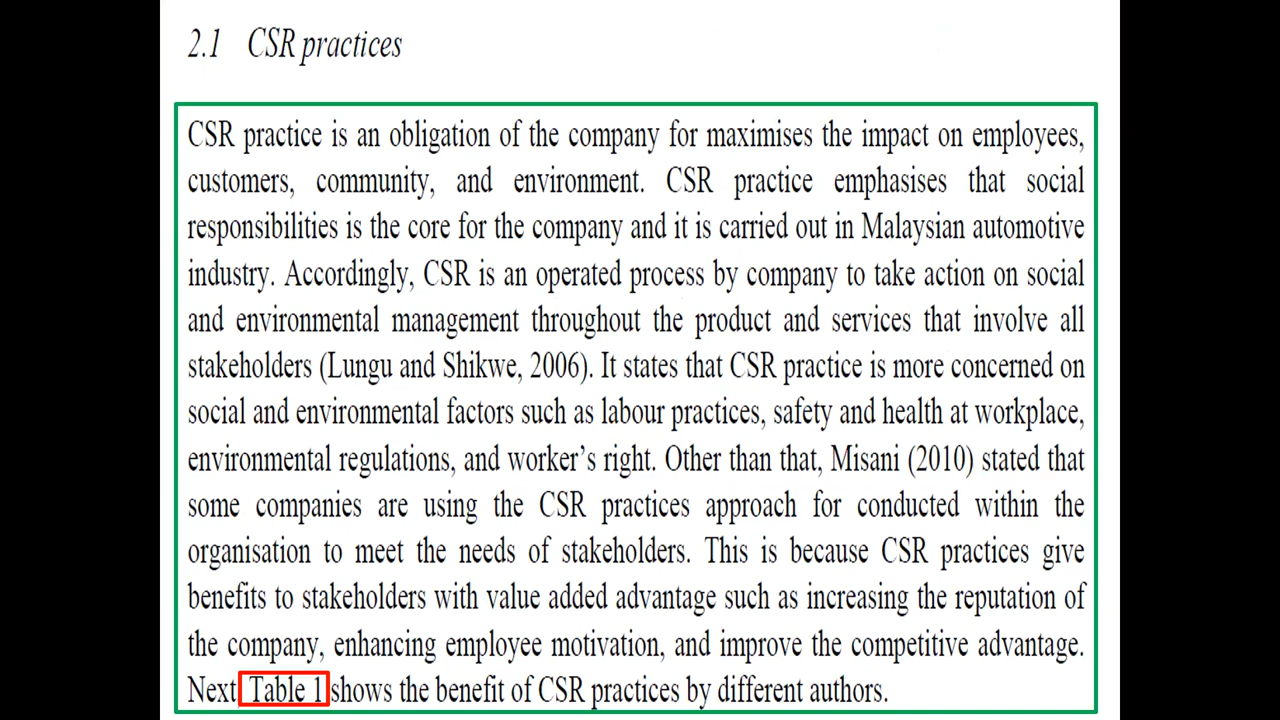 2.1 CSR practices
CSR practice is an obligation of the company for maximises the impact on employees,
customers, community, and environment. CSR practice emphasises that social
responsibilities is the core for the company and it is carried out in Malaysian automotive
industry. Accordingly, CSR is an operated process by company to take action on social
and environmental management throughout the product and services that involve all
stakeholders (Lungu and Shikwe, 2006). It states that CSR practice is more concerned on
social and environmental factors such as labour practices, safety and health at workplace,
environmental regulations, and worker’s right. Other than that, Misani (2010) stated that
some companies are using the CSR practices approach for conducted within the
organisation to meet the needs of stakeholders. This is because CSR practices give
benefits to stakeholders with value added advantage such as increasing the reputation of
the company, enhancing employee motivation, and improve the competitive advantage.
Next Table 1 shows the benefit of CSR practices by different authors.